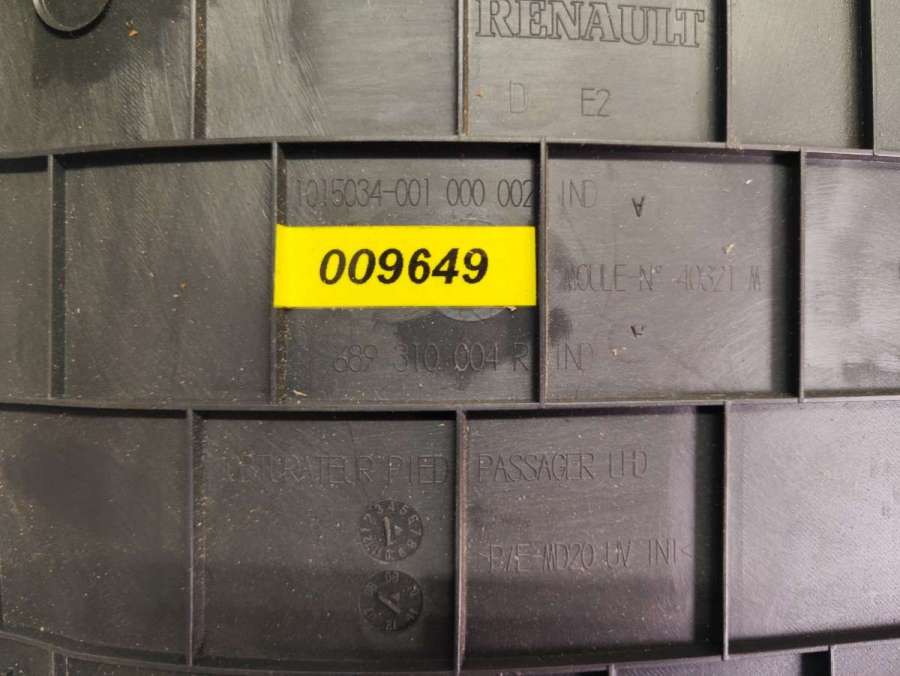 RENAULT
D E2
1015034-001 000 002 IND A
009649
MOULE N° 40321 M
689 310 004 R IND
OBTURATEUR PIED PASSAGER LHD
MD20 UV INI<